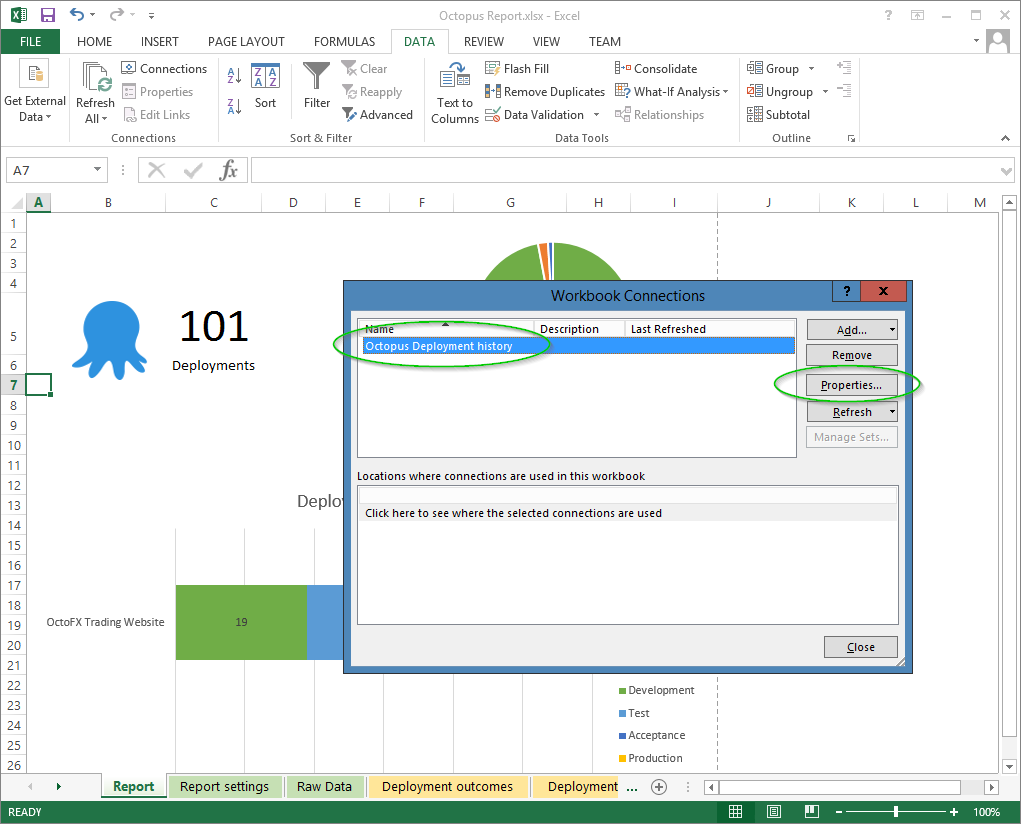 Octopus Report.xlsx - Excel
?
FILE HOME INSERT PAGE LAYOUT FORMULAS DATA REVIEW VIEW TEAM
Get External Data
Refresh All
Connections
Properties
Edit Links
Connections
Sort
Filter
Clear
Reapply
Advanced
Sort & Filter
Text to Columns
Flash Fill
Remove Duplicates
Data Validation
Consolidate
What-If Analysis
Relationships
Data Tools
Group
Ungroup
Subtotal
Outline
A7
fx
A B C D E F G H I J K L M
1
2
3
4
5
6
7
8
9
10
11
12
13
14
15
16
17
18
19
20
21
22
23
24
25
26
101
Deployments
Workbook Connections
? x
Name Description Last Refreshed
Octopus Deployment history
Add...
Remove
Properties...
Refresh
Manage Sets...
Locations where connections are used in this workbook
Click here to see where the selected connections are used
Close
Deplo
OctoFX Trading Website
19
Development
Test
Acceptance
Production
Report Report settings Raw Data Deployment outcomes Deployment ...
READY
100%